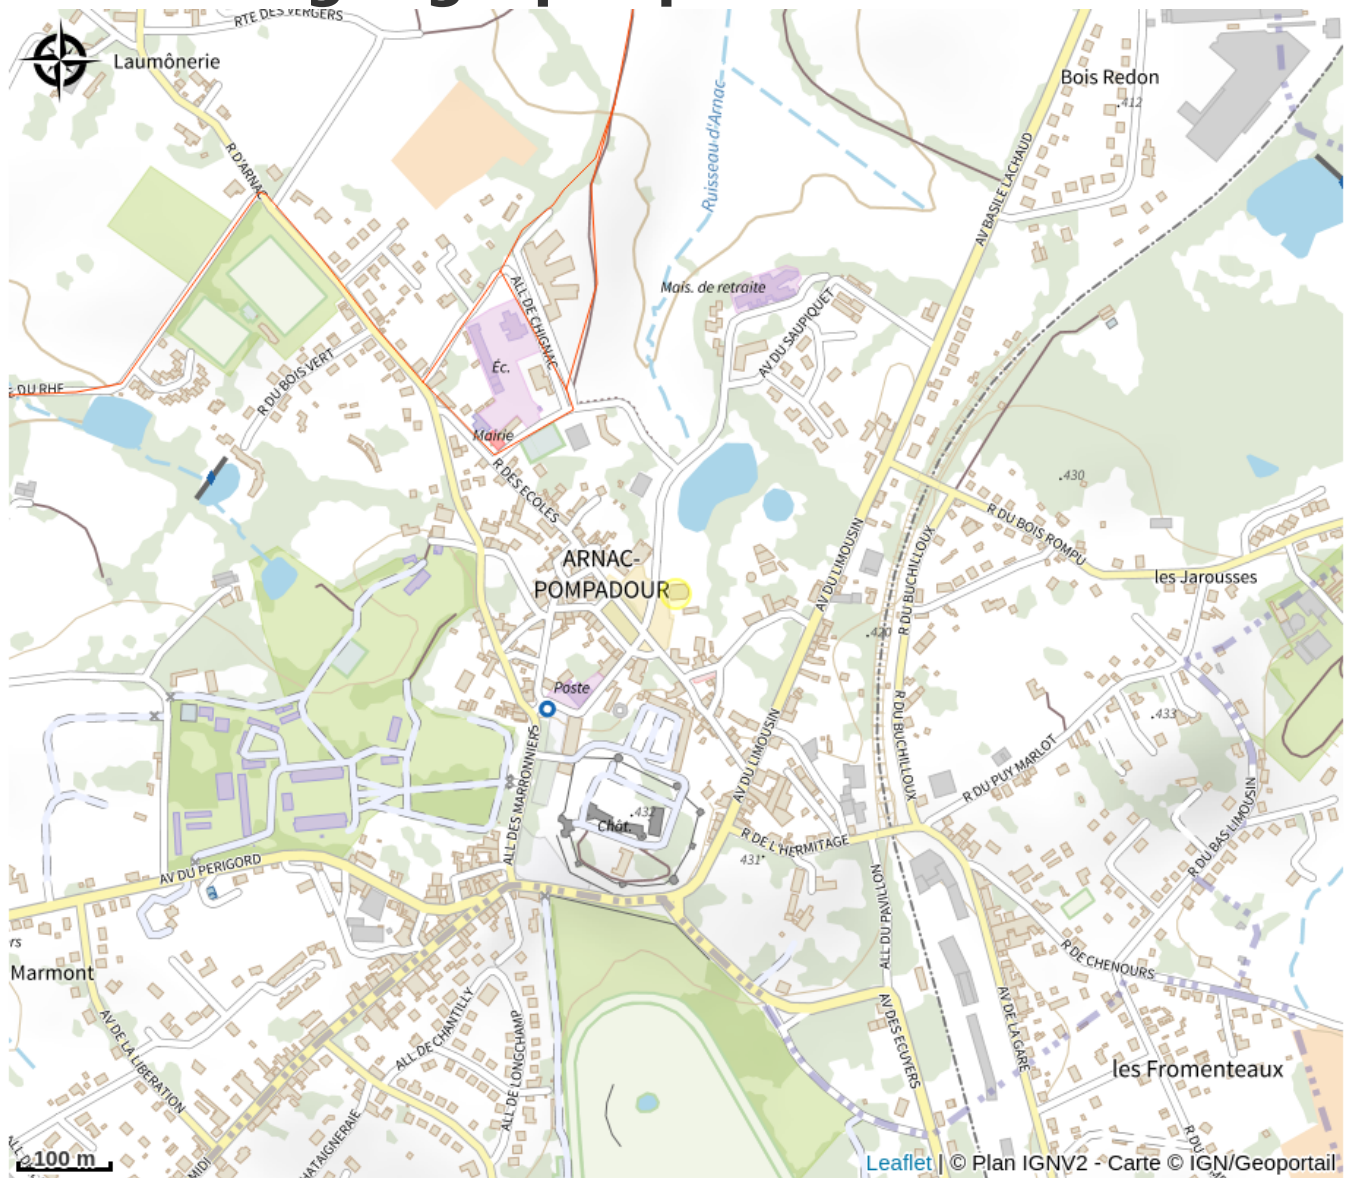 RTE DES VERGERS
Laumônerie
Bois Redon
.412
R D'ARNAC
Ruisseau d'Arnac
AV BASILE LACHAUD
Mais. de retraite
ALL DE CHIGNAC
AV DU SAUPIQUET
Éc.
R DU BOIS VERT
E DU RHE
Mairie
R DES ECOLES
.430
R DU BOIS ROMPU
AV DU LIMOUSIN
R DU BUCHILLOUX
ARNAC-
POMPADOUR
les Jarousses
.420
Poste
R DU BUCHILLOUX
.433
AV DU LIMOUSIN
R DU PUY MARLOT
ALL DES MARRONNIERS
R DU BAS LIMOUSIN
.432
Chât.
R DE L'HERMITAGE
431.
AV DU PERIGORD
ALL DU PAVILLON
ers
Marmont
R DE CHENOURS
ALL DE CHANTILLY
ALL DE LONGCHAMP
AV DE LA LIBERATION
AV DES ECUYERS
AV DE LA GARE
les Fromenteaux
HATAIGNERAIE
MIDI
100 m
Leaflet | © Plan IGNV2 - Carte © IGN/Geoportail